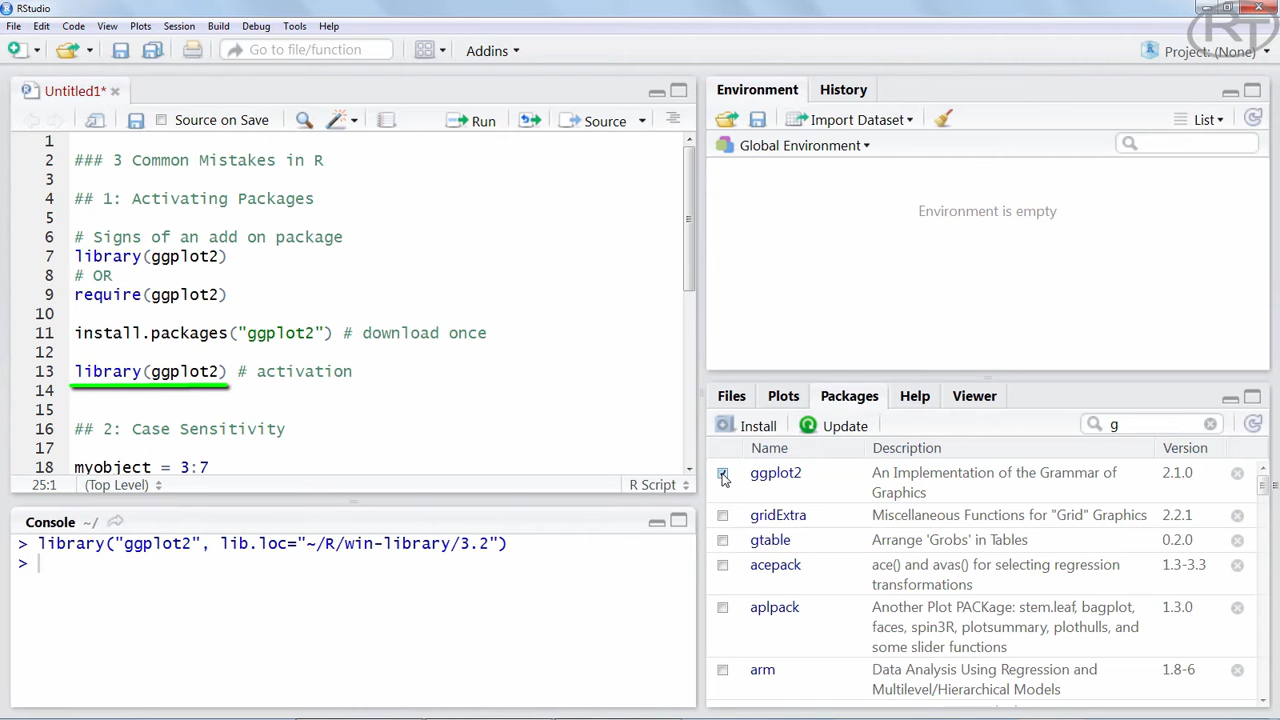 RStudio
File Edit Code View Plots Session Build Debug Tools Help
RT
Go to file/function Addins Project: (None)
Untitled1*
Source on Save Run Source
1
2 ### 3 Common Mistakes in R
3
4 ## 1: Activating Packages
5
6 # Signs of an add on package
7 library(ggplot2)
8 # OR
9 require(ggplot2)
10
11 install.packages("ggplot2") # download once
12
13 library(ggplot2) # activation
14
15
16 ## 2: Case Sensitivity
17
18 myobject = 3:7
25:1 (Top Level) R Script
Console ~/
> library("ggplot2", lib.loc="~/R/win-library/3.2")
>
Environment History
Import Dataset List
Global Environment
Environment is empty
Files Plots Packages Help Viewer
Install Update g
Name Description Version
ggplot2 An Implementation of the Grammar of 2.1.0
Graphics
gridExtra Miscellaneous Functions for "Grid" Graphics 2.2.1
gtable Arrange 'Grobs' in Tables 0.2.0
acepack ace() and avas() for selecting regression 1.3-3.3
transformations
aplpack Another Plot PACKage: stem.leaf, bagplot, 1.3.0
faces, spin3R, plotsummary, plothulls, and
some slider functions
arm Data Analysis Using Regression and 1.8-6
Multilevel/Hierarchical Models